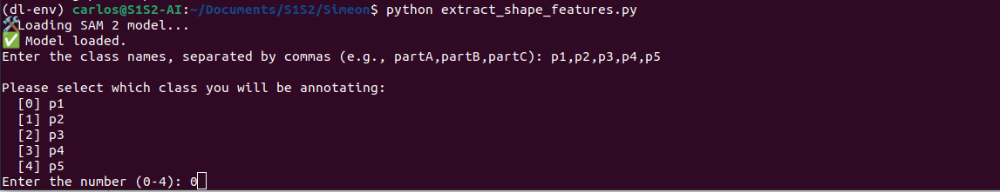 (dl-env) carlos@S1S2-AI:~/Documents/S1S2/Simeon$ python extract_shape_features.py
🛠Loading SAM 2 model...
✅ Model loaded.
Enter the class names, separated by commas (e.g., partA,partB,partC): p1,p2,p3,p4,p5
Please select which class you will be annotating:
[0] p1
[1] p2
[2] p3
[3] p4
[4] p5
Enter the number (0-4): 0